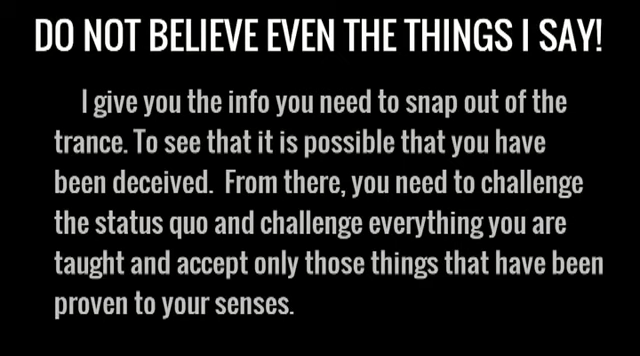 DO NOT BELIEVE EVEN THE THINGS I SAY!
I give you the info you need to snap out of the
trance. To see that it is possible that you have
been deceived. From there, you need to challenge
the status quo and challenge everything you are
taught and accept only those things that have been
proven to your senses.